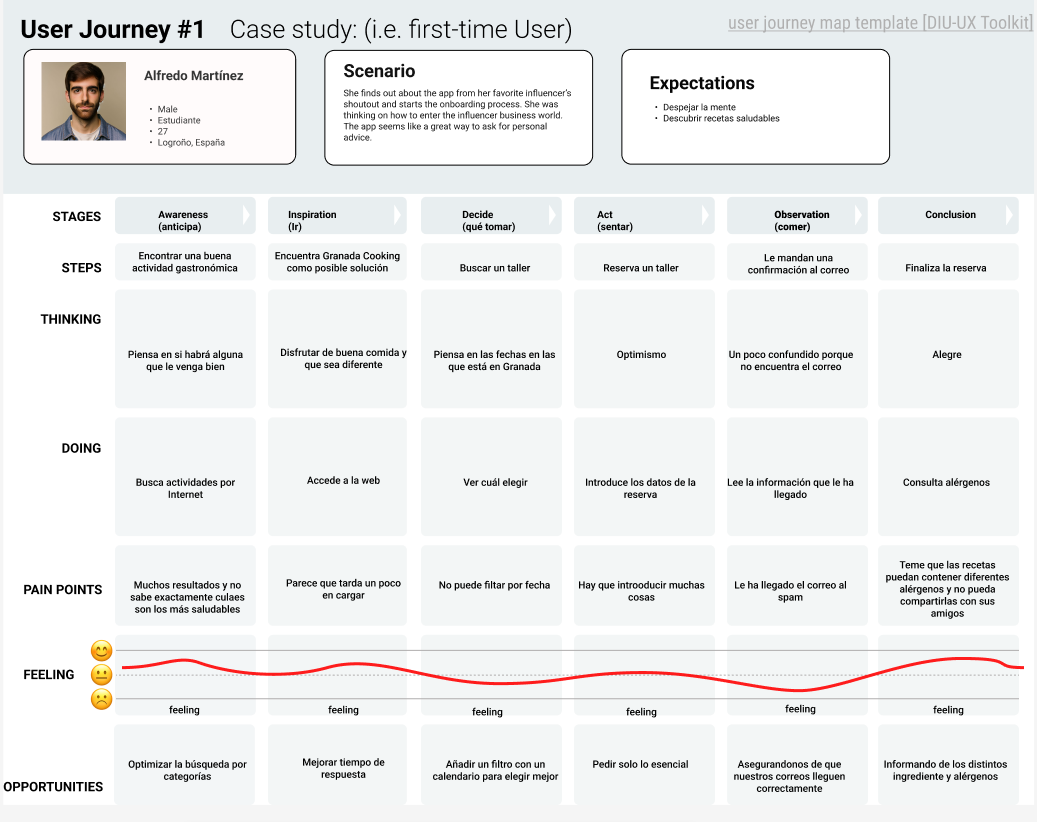 User Journey #1 Case study: (i.e. first-time User)
user journey map template [DIU-UX Toolkit]
Alfredo Martínez
• Male
• Estudiante
• 27
• Logroño, España
Scenario
She finds out about the app from her favorite influencer's
shoutout and starts the onboarding process. She was
thinking on how to enter the influencer business world.
The app seems like a great way to ask for personal
advice.
Expectations
• Despejar la mente
• Descubrir recetas saludables
STAGES
Awareness
(anticipa)
Inspiration
(Ir)
Decide
(qué tomar)
Act
(sentar)
Observation
(comer)
Conclusion
STEPS
Encontrar una buena
actividad gastronómica
Encuentra Granada Cooking
como posible solución
Buscar un taller
Reserva un taller
Le mandan una
confirmación al correo
Finaliza la reserva
THINKING
Piensa en si habrá alguna
que le venga bien
Disfrutar de buena comida y
que sea diferente
Piensa en las fechas en las
que está en Granada
Optimismo
Un poco confundido porque
no encuentra el correo
Alegre
DOING
Busca actividades por
Internet
Accede a la web
Ver cuál elegir
Introduce los datos de la
reserva
Lee la información que le ha
llegado
Consulta alérgenos
PAIN POINTS
Muchos resultados y no
sabe exactamente culaes
son los más saludables
Parece que tarda un poco
en cargar
No puede filtar por fecha
Hay que introoducir muchas
cosas
Le ha llegado el correo al
spam
Teme que las recetas
puedan contener diferentes
alérgenos y no pueda
compartirlas con sus
amigos
FEELING
feeling
feeling
feeling
feeling
feeling
feeling
OPPORTUNITIES
Optimizar la búsqueda por
categorías
Mejorar tiempo de
respuesta
Añadir un filtro con un
calendario para elegir mejor
Pedir solo lo esencial
Asegurandonos de que
nuestros correos lleguen
correctamente
Informando de los distintos
ingrediente y alérgenos